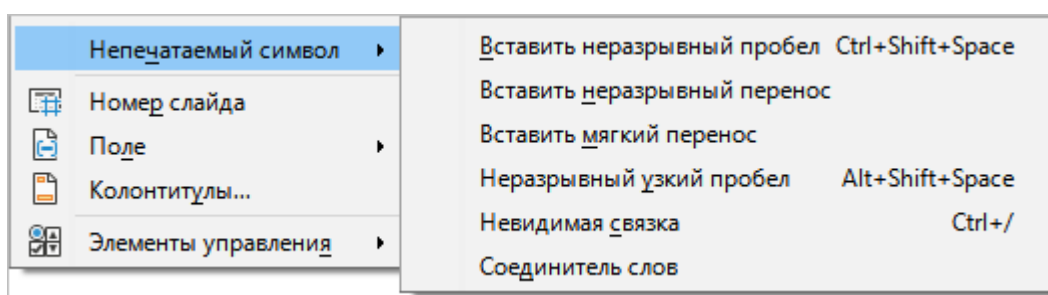 Непечатаемый символ
Номер слайда
Поле
Колонтитулы...
Элементы управления
Вставить неразрывный пробел Ctrl+Shift+Space
Вставить неразрывный перенос
Вставить мягкий перенос
Неразрывный узкий пробел Alt+Shift+Space
Невидимая связка Ctrl+/
Соединитель слов